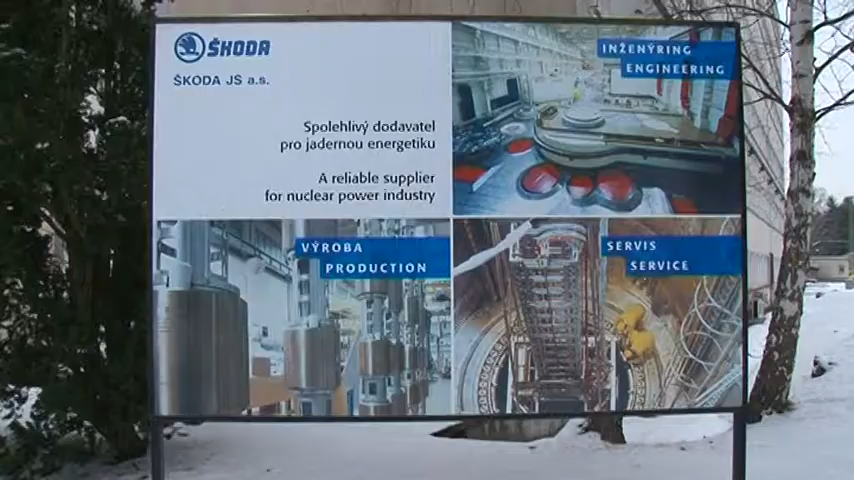 ŠKODA
ŠKODA JS a.s.
Spolehlivý dodavatel
pro jadernou energetiku
A reliable supplier
for nuclear power industry
INŽENÝRING
ENGINEERING
VÝROBA
PRODUCTION
SERVIS
SERVICE